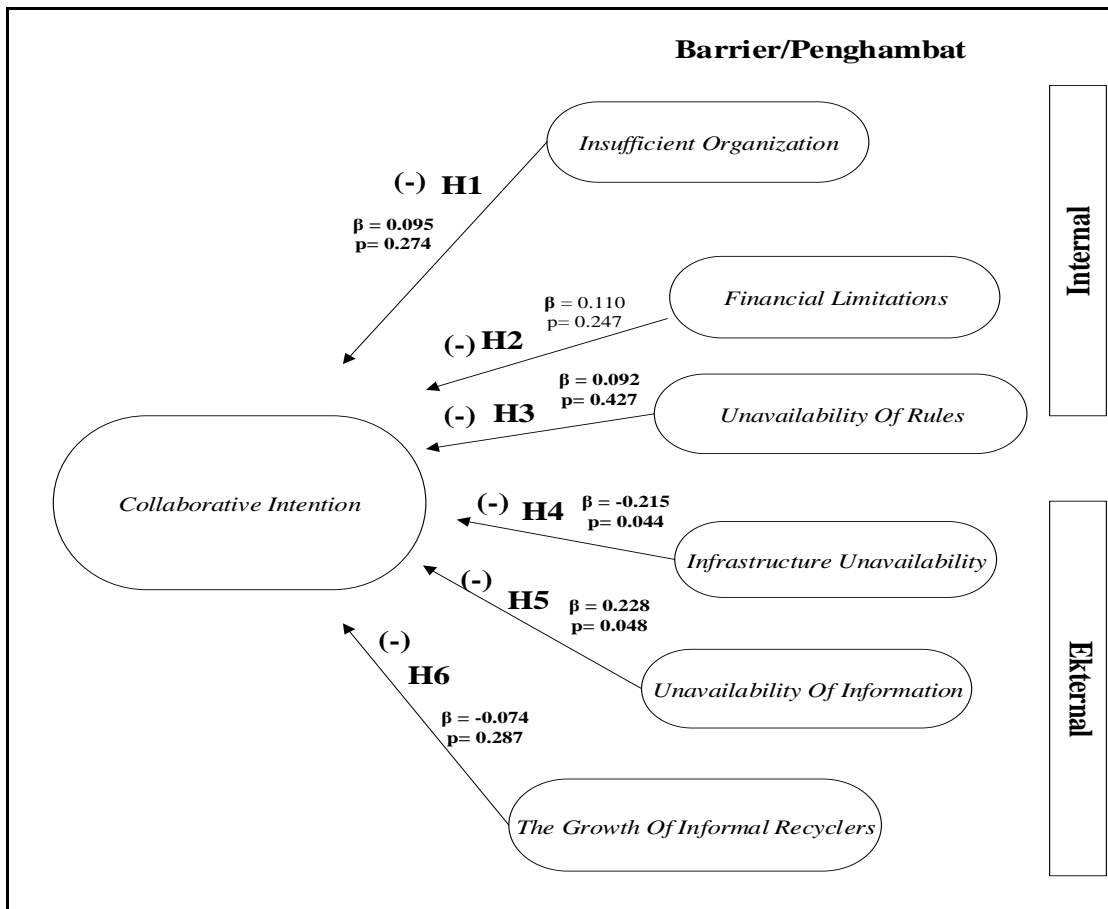 Barrier/Penghambat
Insufficient Organization
(-) H1
β = 0.095
p= 0.274
Internal
Financial Limitations
β = 0.110
p= 0.247
(-) H2
β = 0.092
p= 0.427
(-) H3
Unavailability Of Rules
Collaborative Intention
(-) H4
β = -0.215
p= 0.044
Infrastructure Unavailability
(-) H5
β = 0.228
p= 0.048
Unavailability Of Information
Ekternal
(-)
H6
β = -0.074
p= 0.287
The Growth Of Informal Recyclers